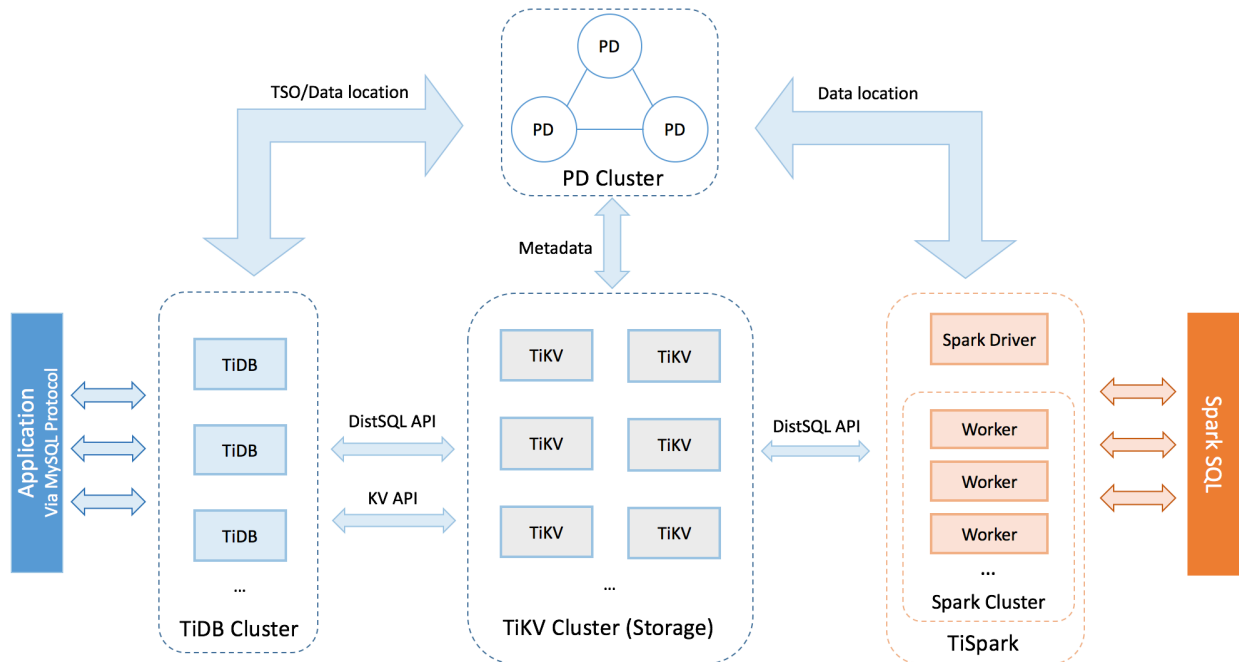 PD
TSO/Data location
Data location
PD
PD
PD Cluster
Metadata
Application
Via MySQL Protocol
TiDB
TiDB
TiDB
...
TiDB Cluster
DistSQL API
KV API
TiKV
TiKV
TiKV
TiKV
TiKV
TiKV
...
TiKV Cluster (Storage)
DistSQL API
Spark Driver
Worker
Worker
Worker
...
Spark Cluster
TiSpark
Spark SQL